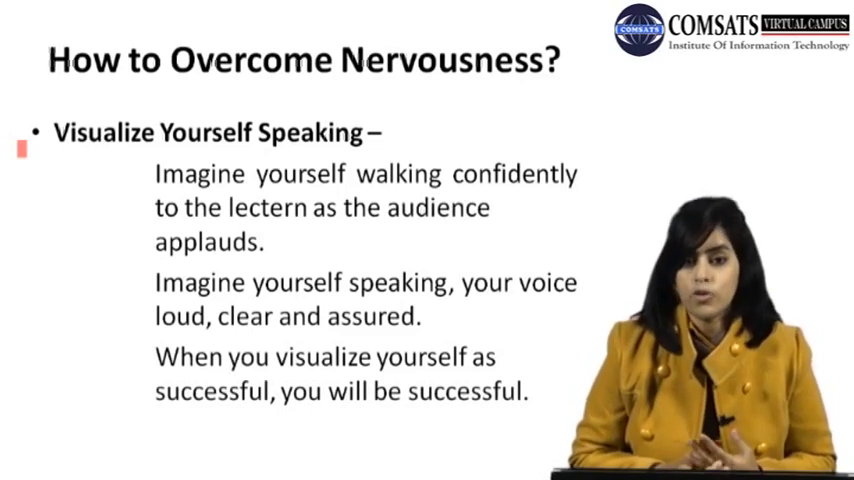 COMSATS
COMSATS VIRTUAL CAMPUS
Institute Of Information Technology
How to Overcome Nervousness?
• Visualize Yourself Speaking –
Imagine yourself walking confidently
to the lectern as the audience
applauds.
Imagine yourself speaking, your voice
loud, clear and assured.
When you visualize yourself as
successful, you will be successful.